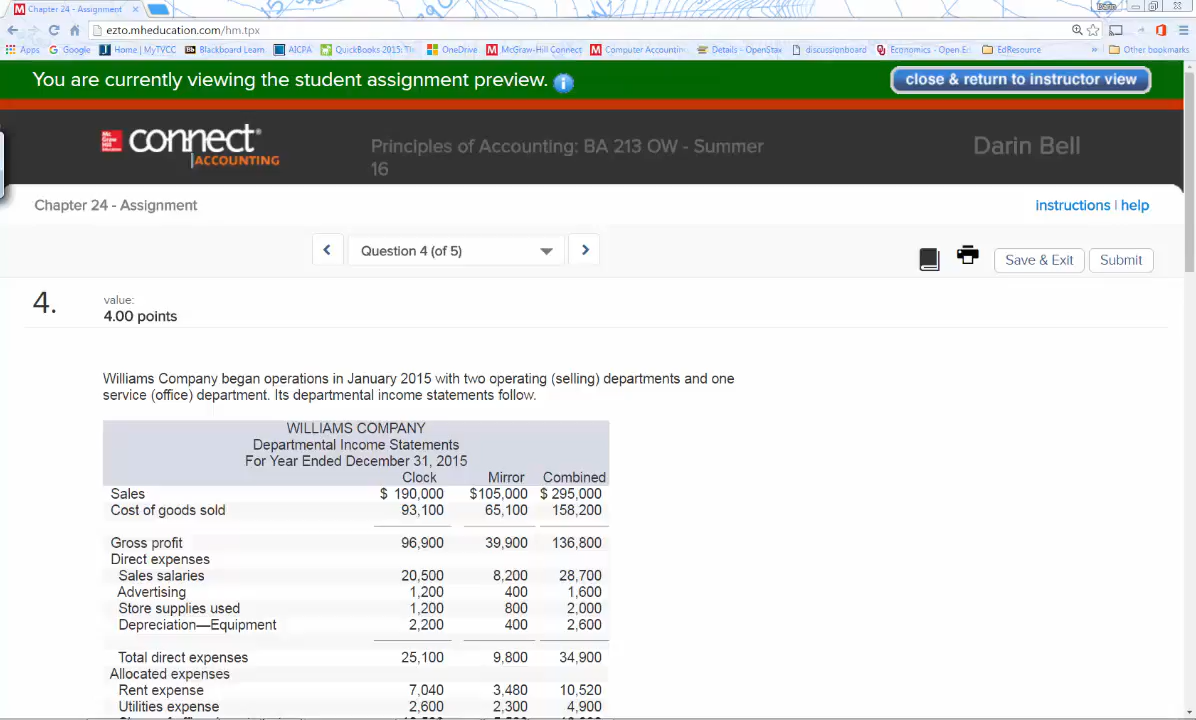 Chapter 24 - Assignment
ezto.mheducation.com/hm.tpx
Apps Google Home | MyTVCC Blackboard Learn AICPA QuickBooks 2015: OneDrive McGraw-Hill Connect Computer Accountin Details - OpenStax discussionboard Economics - Open EdResource Other bookmarks
You are currently viewing the student assignment preview. close & return to instructor view
connect Principles of Accounting: BA 213 OW - Summer Darin Bell
ACCOUNTING 16
Chapter 24 - Assignment instructions | help
Question 4 (of 5)
Save & Exit Submit
4. value:
4.00 points
Williams Company began operations in January 2015 with two operating (selling) departments and one
service (office) department. Its departmental income statements follow.
WILLIAMS COMPANY
Departmental Income Statements
For Year Ended December 31, 2015
Clock Mirror Combined
Sales $ 190,000 $105,000 $ 295,000
Cost of goods sold 93,100 65,100 158,200
Gross profit 96,900 39,900 136,800
Direct expenses
Sales salaries 20,500 8,200 28,700
Advertising 1,200 400 1,600
Store supplies used 1,200 800 2,000
Depreciation—Equipment 2,200 400 2,600
Total direct expenses 25,100 9,800 34,900
Allocated expenses
Rent expense 7,040 3,480 10,520
Utilities expense 2,600 2,300 4,900